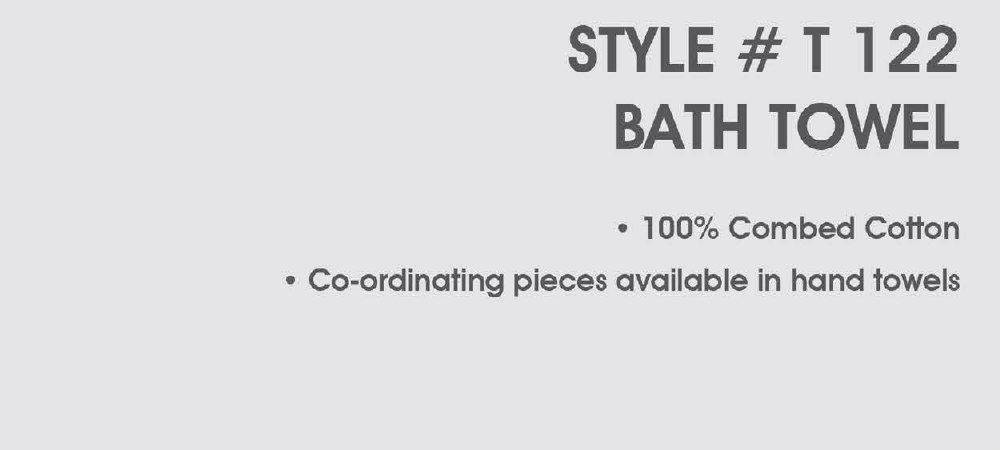 STYLE # T 122
BATH TOWEL
• 100% Combed Cotton
• Co-ordinating pieces available in hand towels